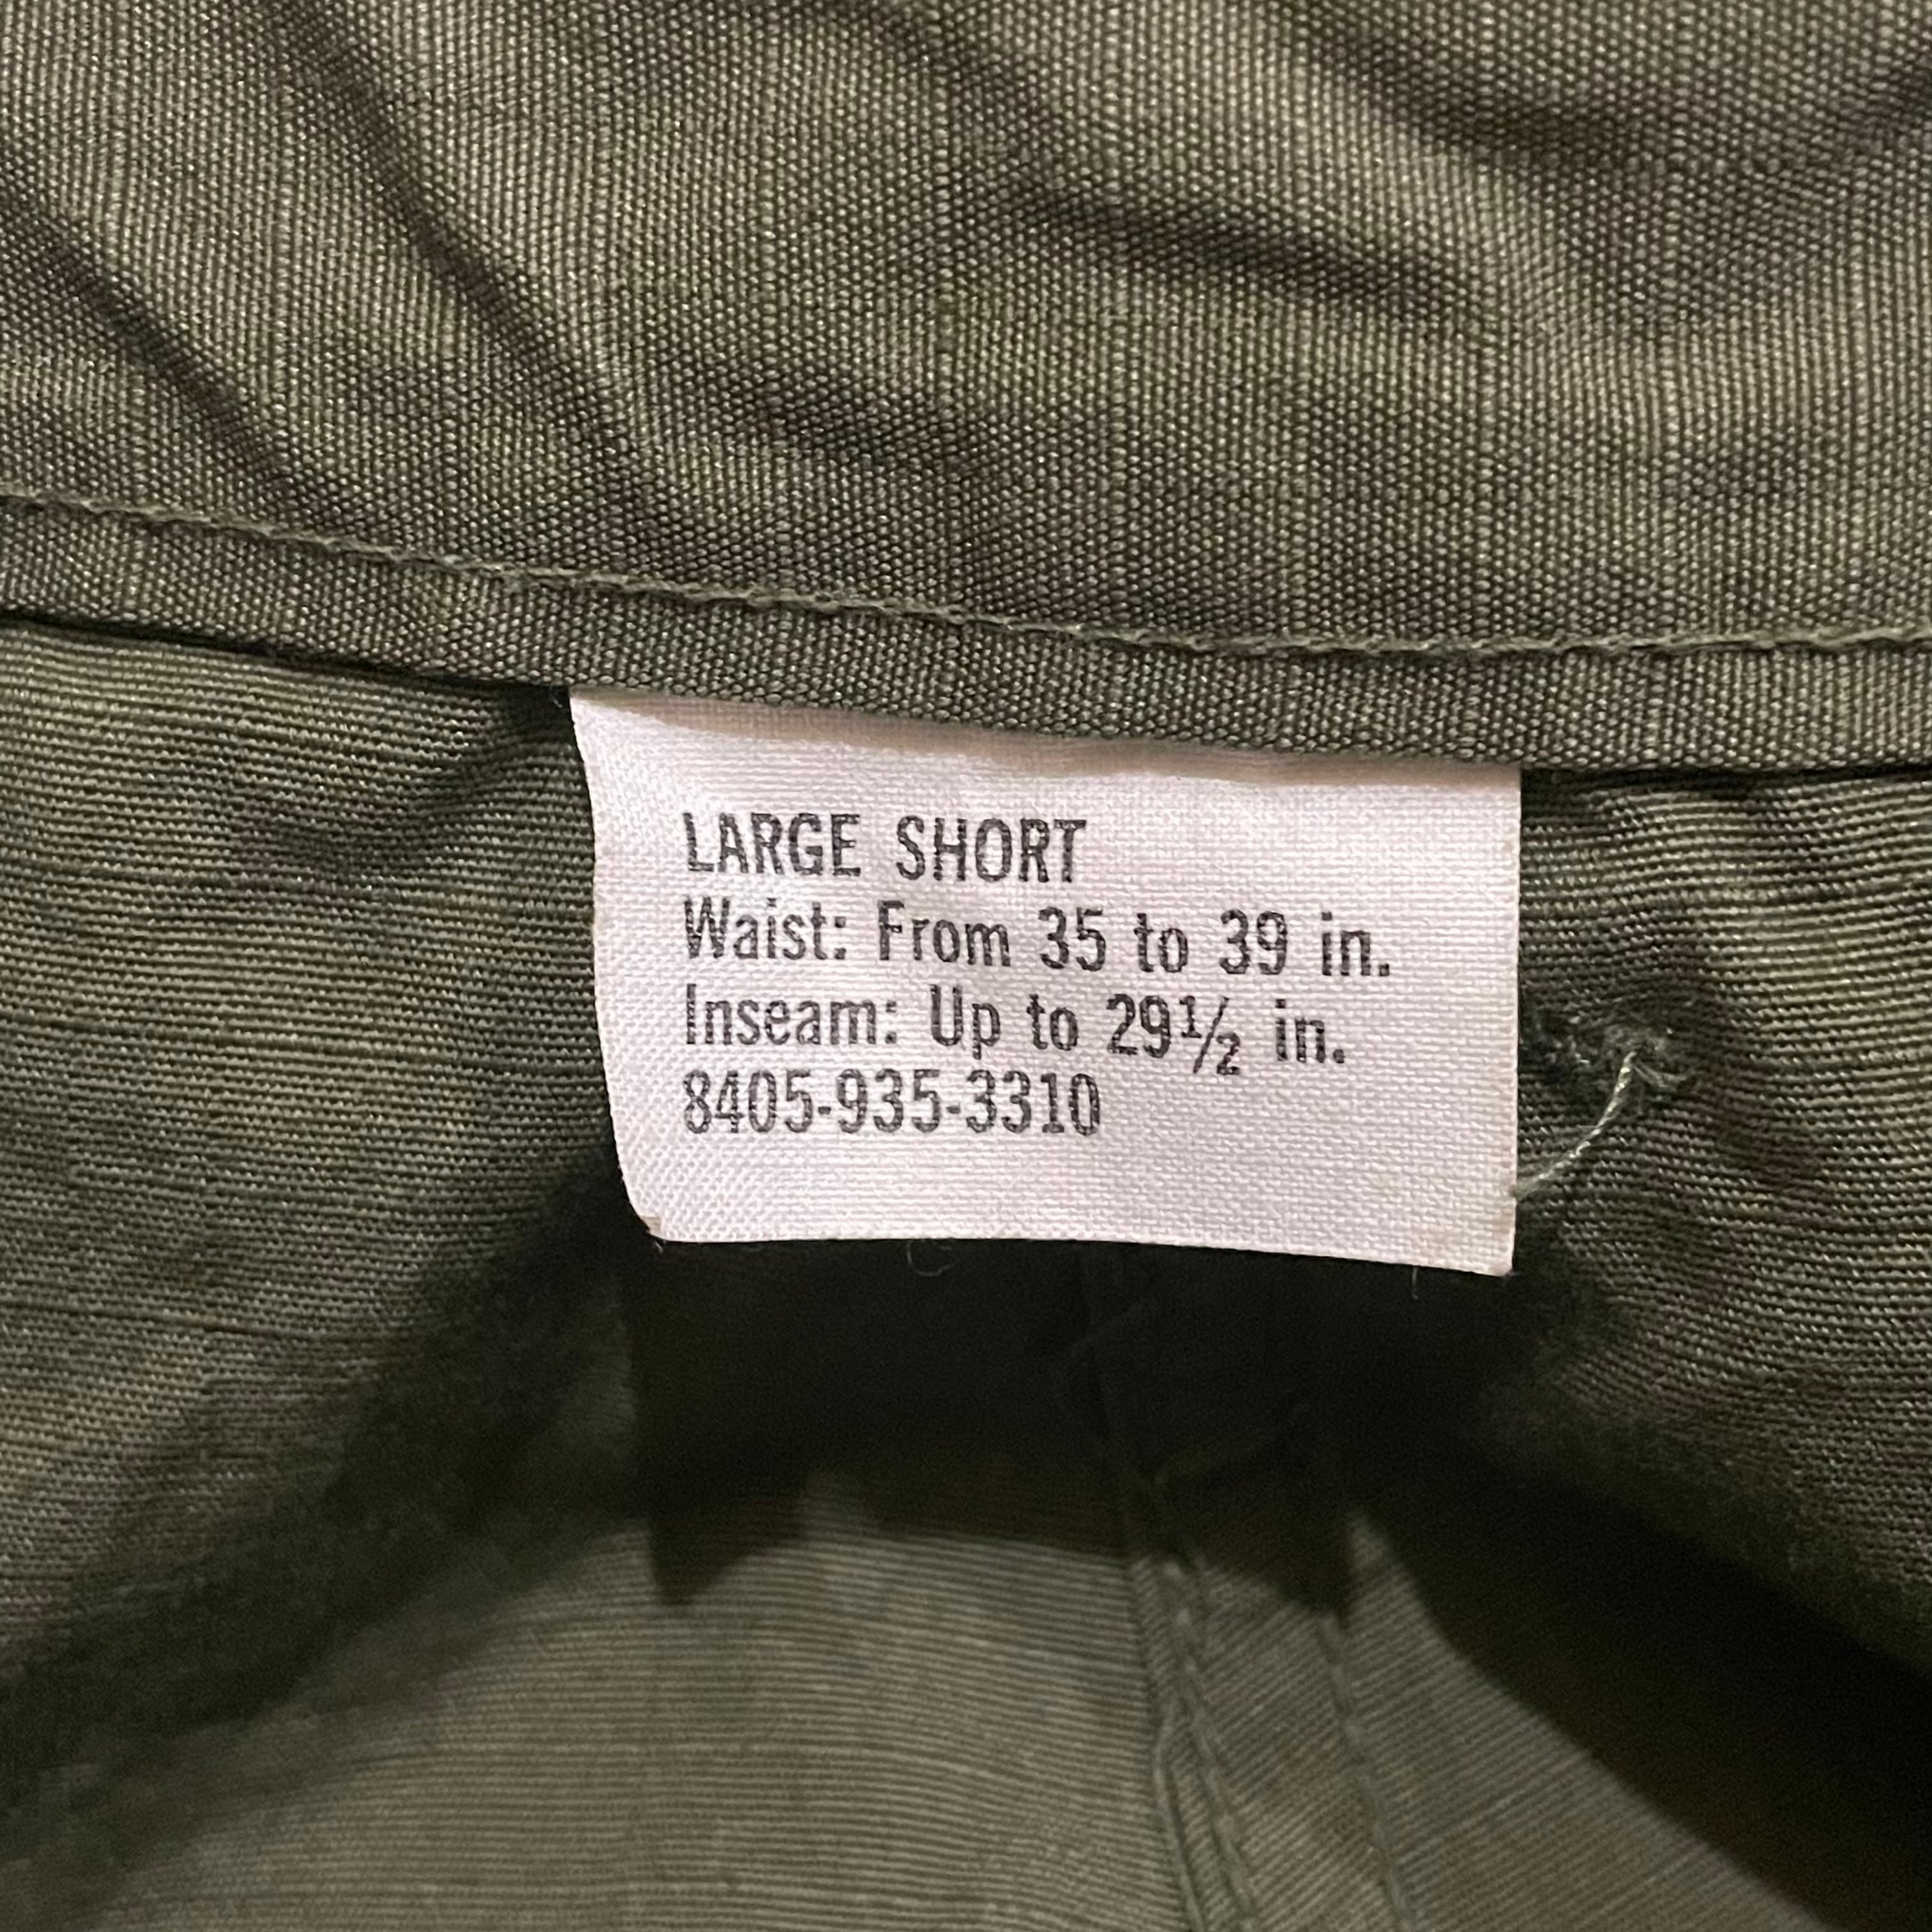 LARGE SHORT
Waist: From 35 to 39 in.
Inseam: Up to 29½ in.
8405-935-3310